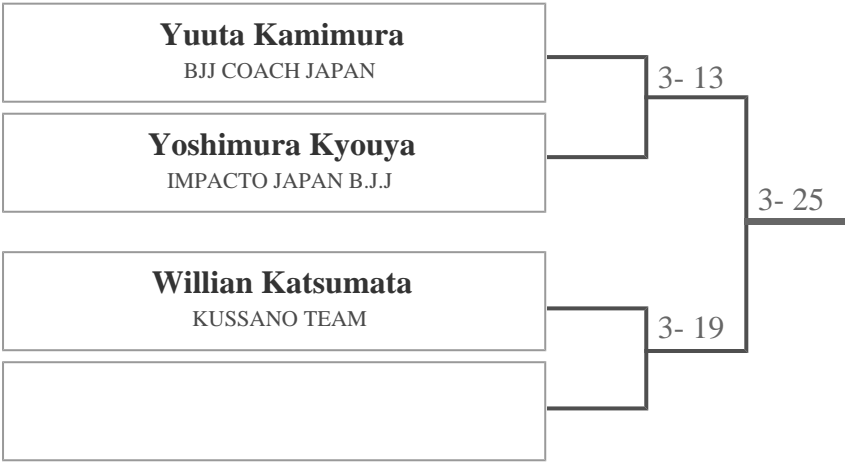 Yuuta Kamimura
BJJ COACH JAPAN
3- 13
Yoshimura Kyouya
IMPACTO JAPAN B.J.J
3- 25
Willian Katsumata
KUSSANO TEAM
3- 19